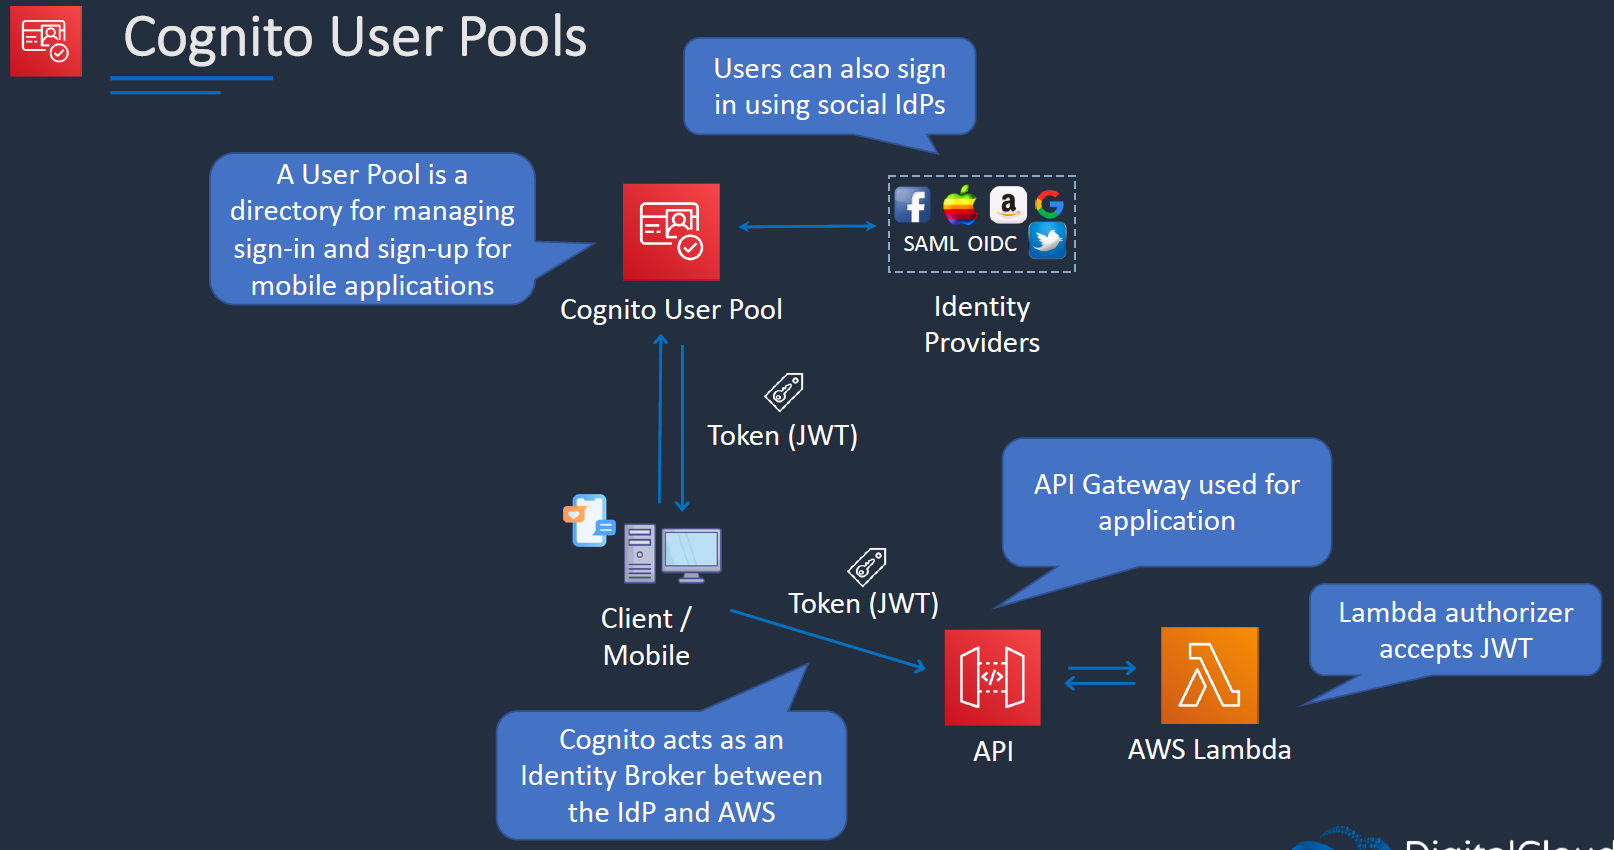 Cognito User Pools
Users can also sign
in using social IdPs
A User Pool is a
directory for managing
sign-in and sign-up for
mobile applications
SAML OIDC
Cognito User Pool
Identity
Providers
Token (JWT)
API Gateway used for
application
Token (JWT)
Client /
Mobile
Lambda authorizer
accepts JWT
API
AWS Lambda
Cognito acts as an
Identity Broker between
the IdP and AWS
DigitalCloud